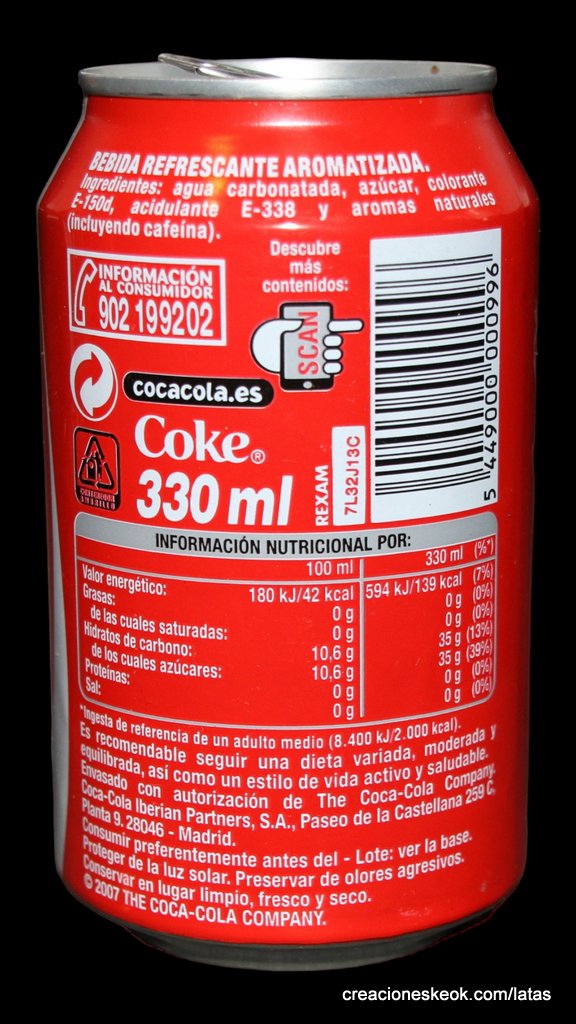 BEBIDA REFRESCANTE AROMATIZADA.
Ingredientes: agua carbonatada, azúcar, colorante
E-150d, acidulante E-338 y aromas naturales
(incluyendo cafeína).
INFORMACIÓN
AL CONSUMIDOR
902 199202
Descubre
más
contenidos:
SCAN
cocacola.es
Coke®
330 ml
CONTENEDOR
AMARILLO
REXAM
7L32J13C
5 449000 000996
INFORMACIÓN NUTRICIONAL POR:
100 ml 330 ml (%*)
Valor energético: 180 kJ/42 kcal 594 kJ/139 kcal (7%)
Grasas: 0 g 0 g (0%)
de las cuales saturadas: 0 g 0 g (0%)
Hidratos de carbono: 10,6 g 35 g (13%)
de los cuales azúcares: 10,6 g 35 g (39%)
Proteínas: 0 g 0 g (0%)
Sal: 0 g 0 g (0%)
*Ingesta de referencia de un adulto medio (8.400 kJ/2.000 kcal).
Es recomendable seguir una dieta variada, moderada y
equilibrada, así como un estilo de vida activo y saludable.
Envasado con autorización de The Coca-Cola Company.
Coca-Cola Iberian Partners, S.A., Paseo de la Castellana 259 C,
Planta 9. 28046 - Madrid.
Consumir preferentemente antes del - Lote: ver la base.
Proteger de la luz solar. Preservar de olores agresivos.
Conservar en lugar limpio, fresco y seco.
© 2007 THE COCA-COLA COMPANY.
creacioneskeok.com/latas